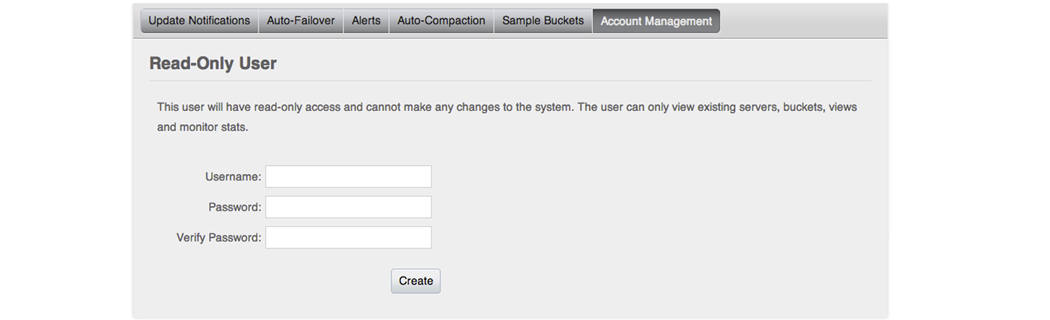 Update Notifications Auto-Failover Alerts Auto-Compaction Sample Buckets Account Management
Read-Only User
This user will have read-only access and cannot make any changes to the system. The user can only view existing servers, buckets, views
and monitor stats.
Username:
Password:
Verify Password:
Create